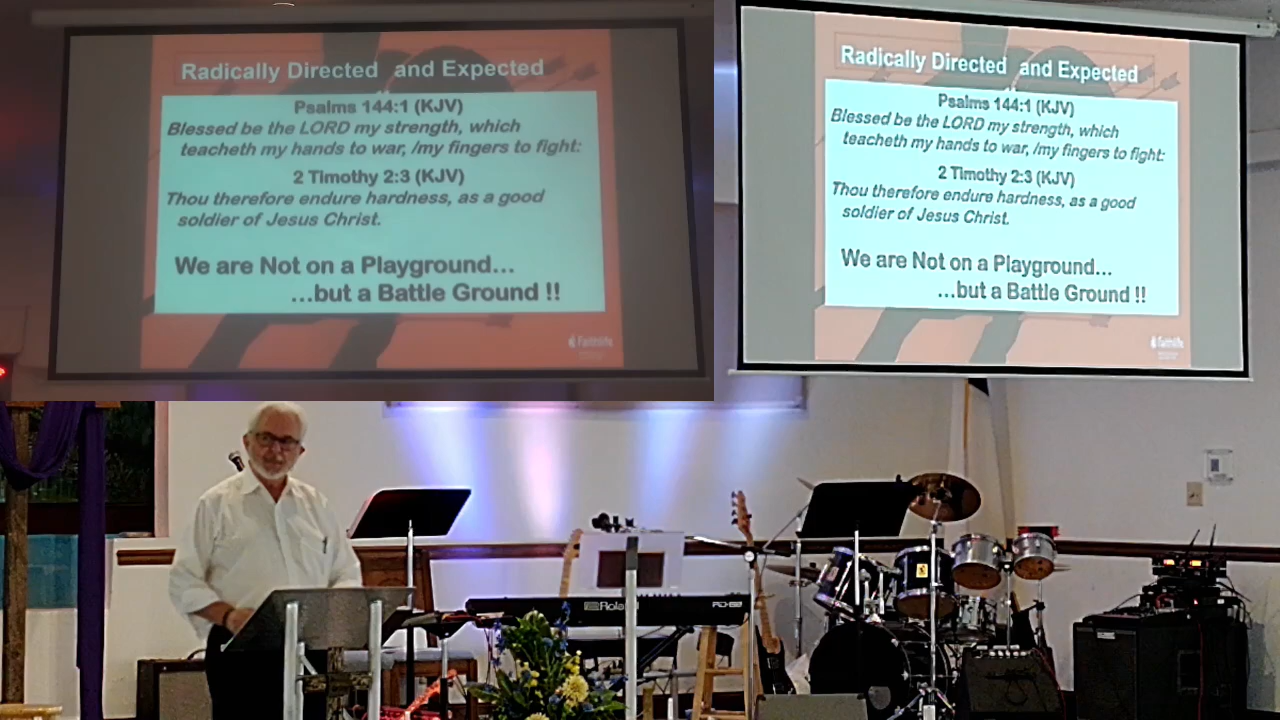 Radically Directed and Expected
Psalms 144:1 (KJV)
Blessed be the LORD my strength, which
teacheth my hands to war, /my fingers to fight:
2 Timothy 2:3 (KJV)
Thou therefore endure hardness, as a good
soldier of Jesus Christ.
We are Not on a Playground...
...but a Battle Ground !!
Faithlife
Radically Directed and Expected
Psalms 144:1 (KJV)
Blessed be the LORD my strength, which
teacheth my hands to war, /my fingers to fight:
2 Timothy 2:3 (KJV)
Thou therefore endure hardness, as a good
soldier of Jesus Christ.
We are Not on a Playground...
...but a Battle Ground !!
Faithlife
Roland